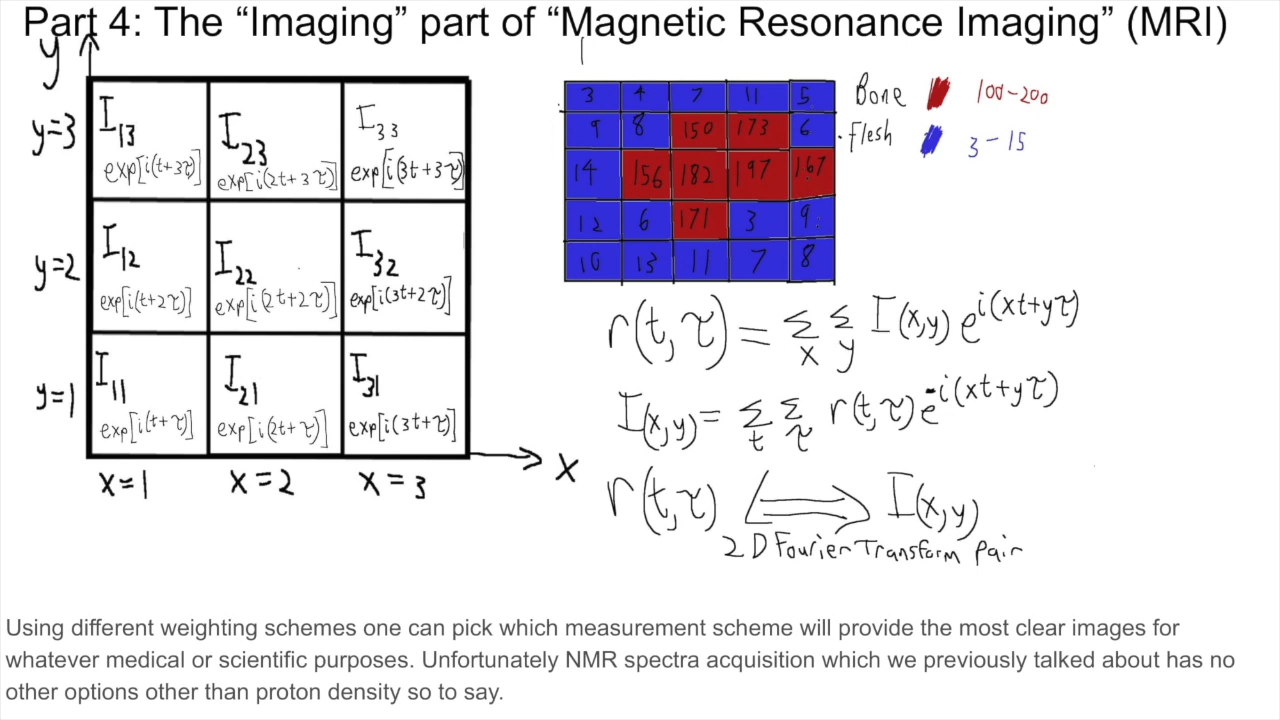 Part 4: The “Imaging” part of “Magnetic Resonance Imaging” (MRI)
y
y=3
I₁₃
exp[i(t+3τ)]
I₂₃
exp[i(2t+3τ)]
I₃₃
exp[i(3t+3τ)]
y=2
I₁₂
exp[i(t+2τ)]
I₂₂
exp[i(2t+2τ)]
I₃₂
exp[i(3t+2τ)]
y=1
I₁₁
exp[i(t+τ)]
I₂₁
exp[i(2t+τ)]
I₃₁
exp[i(3t+τ)]
x=1 x=2 x=3
x
3 4 7 11 5
9 8 150 173 6
14 156 182 197 167
12 6 171 3 9
10 13 11 7 8
Bone 100-200
Flesh 3-15
r(t,τ) = Σₓ Σᵧ I(x,y) e^i(xt+yτ)
I(x,y) = Σ_t Σ_τ r(t,τ) e^-i(xt+yτ)
r(t,τ) ⟺ I(x,y)
2D Fourier Transform pair
Using different weighting schemes one can pick which measurement scheme will provide the most clear images for
whatever medical or scientific purposes. Unfortunately NMR spectra acquisition which we previously talked about has no
other options other than proton density so to say.